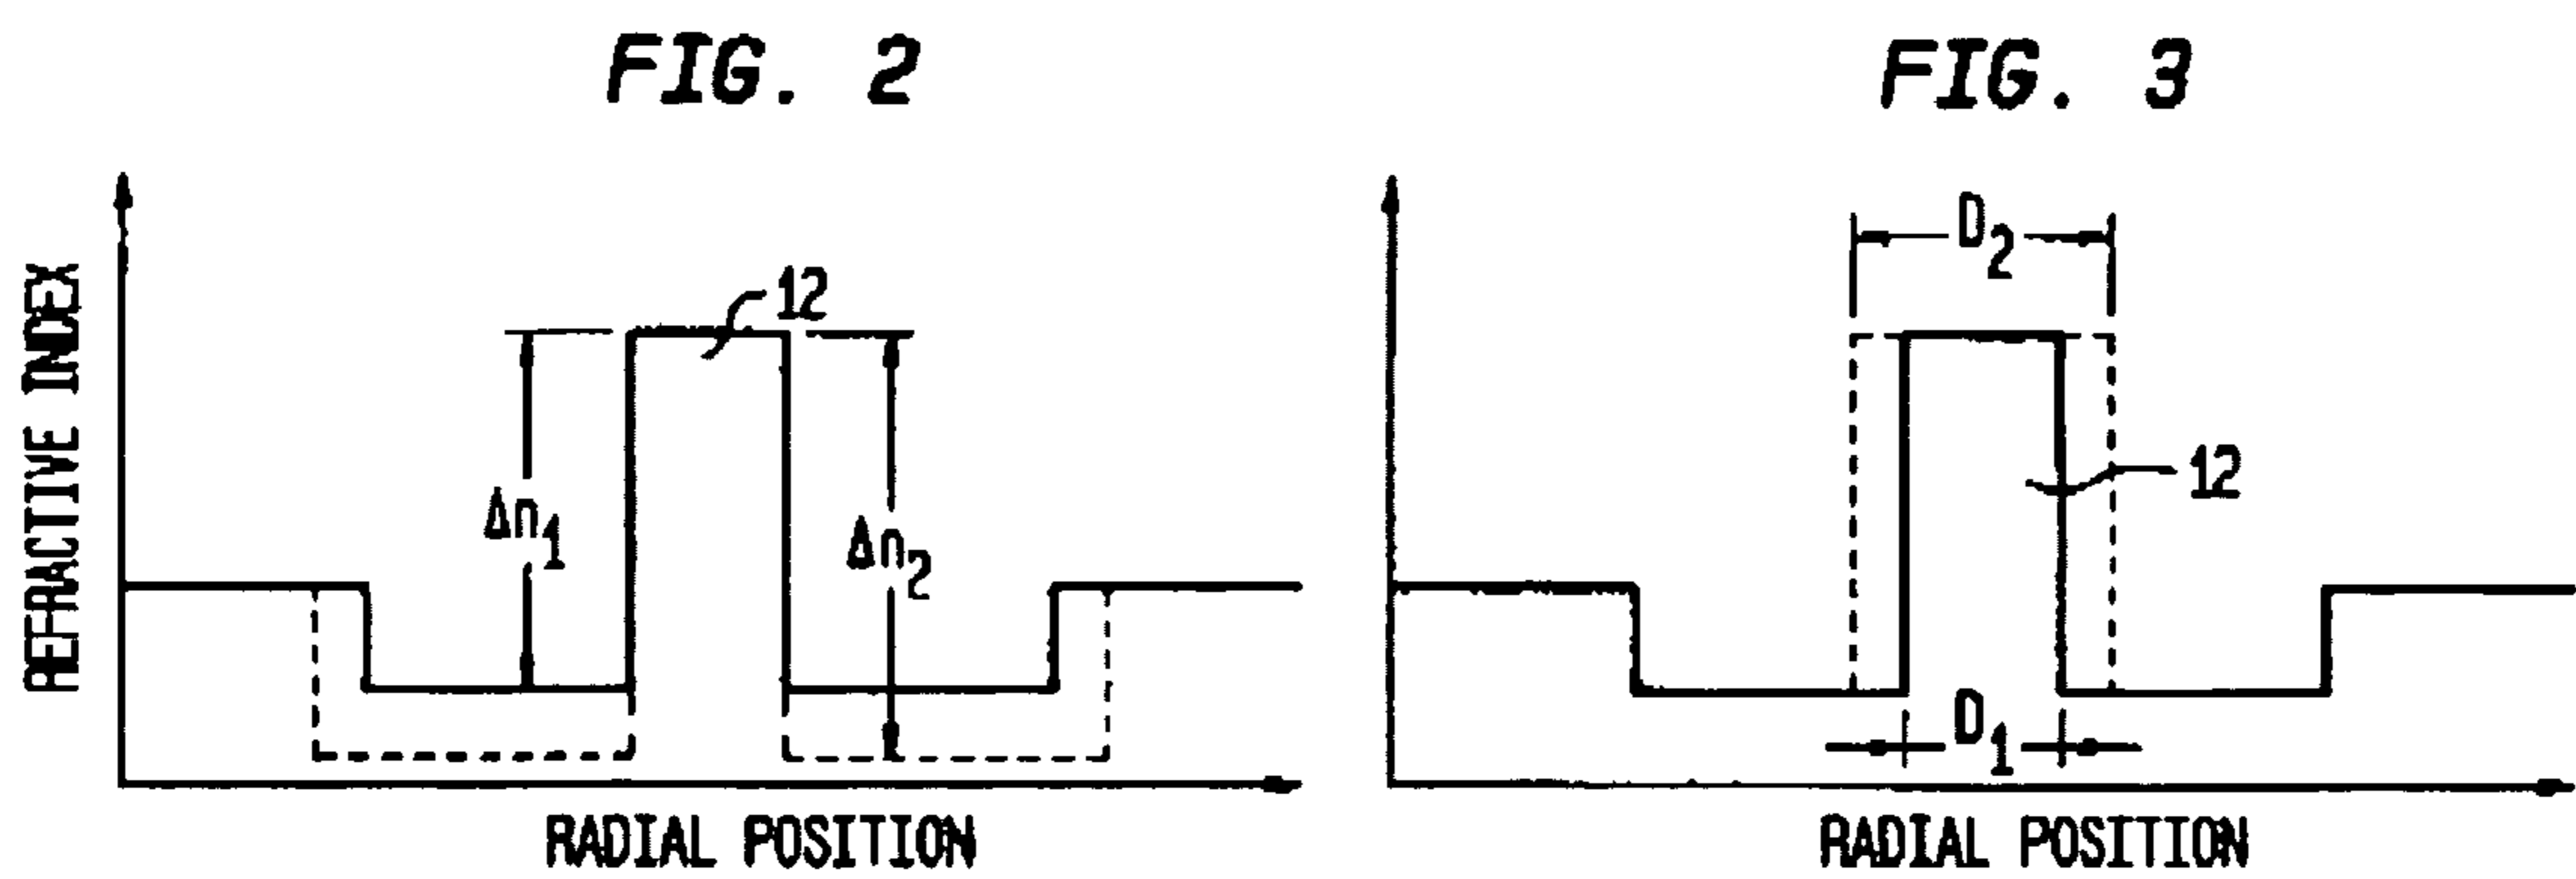 FIG. 2
REFRACTIVE INDEX
12
Δn1
Δn2
RADIAL POSITION
FIG. 3
D2
12
D1
RADIAL POSITION